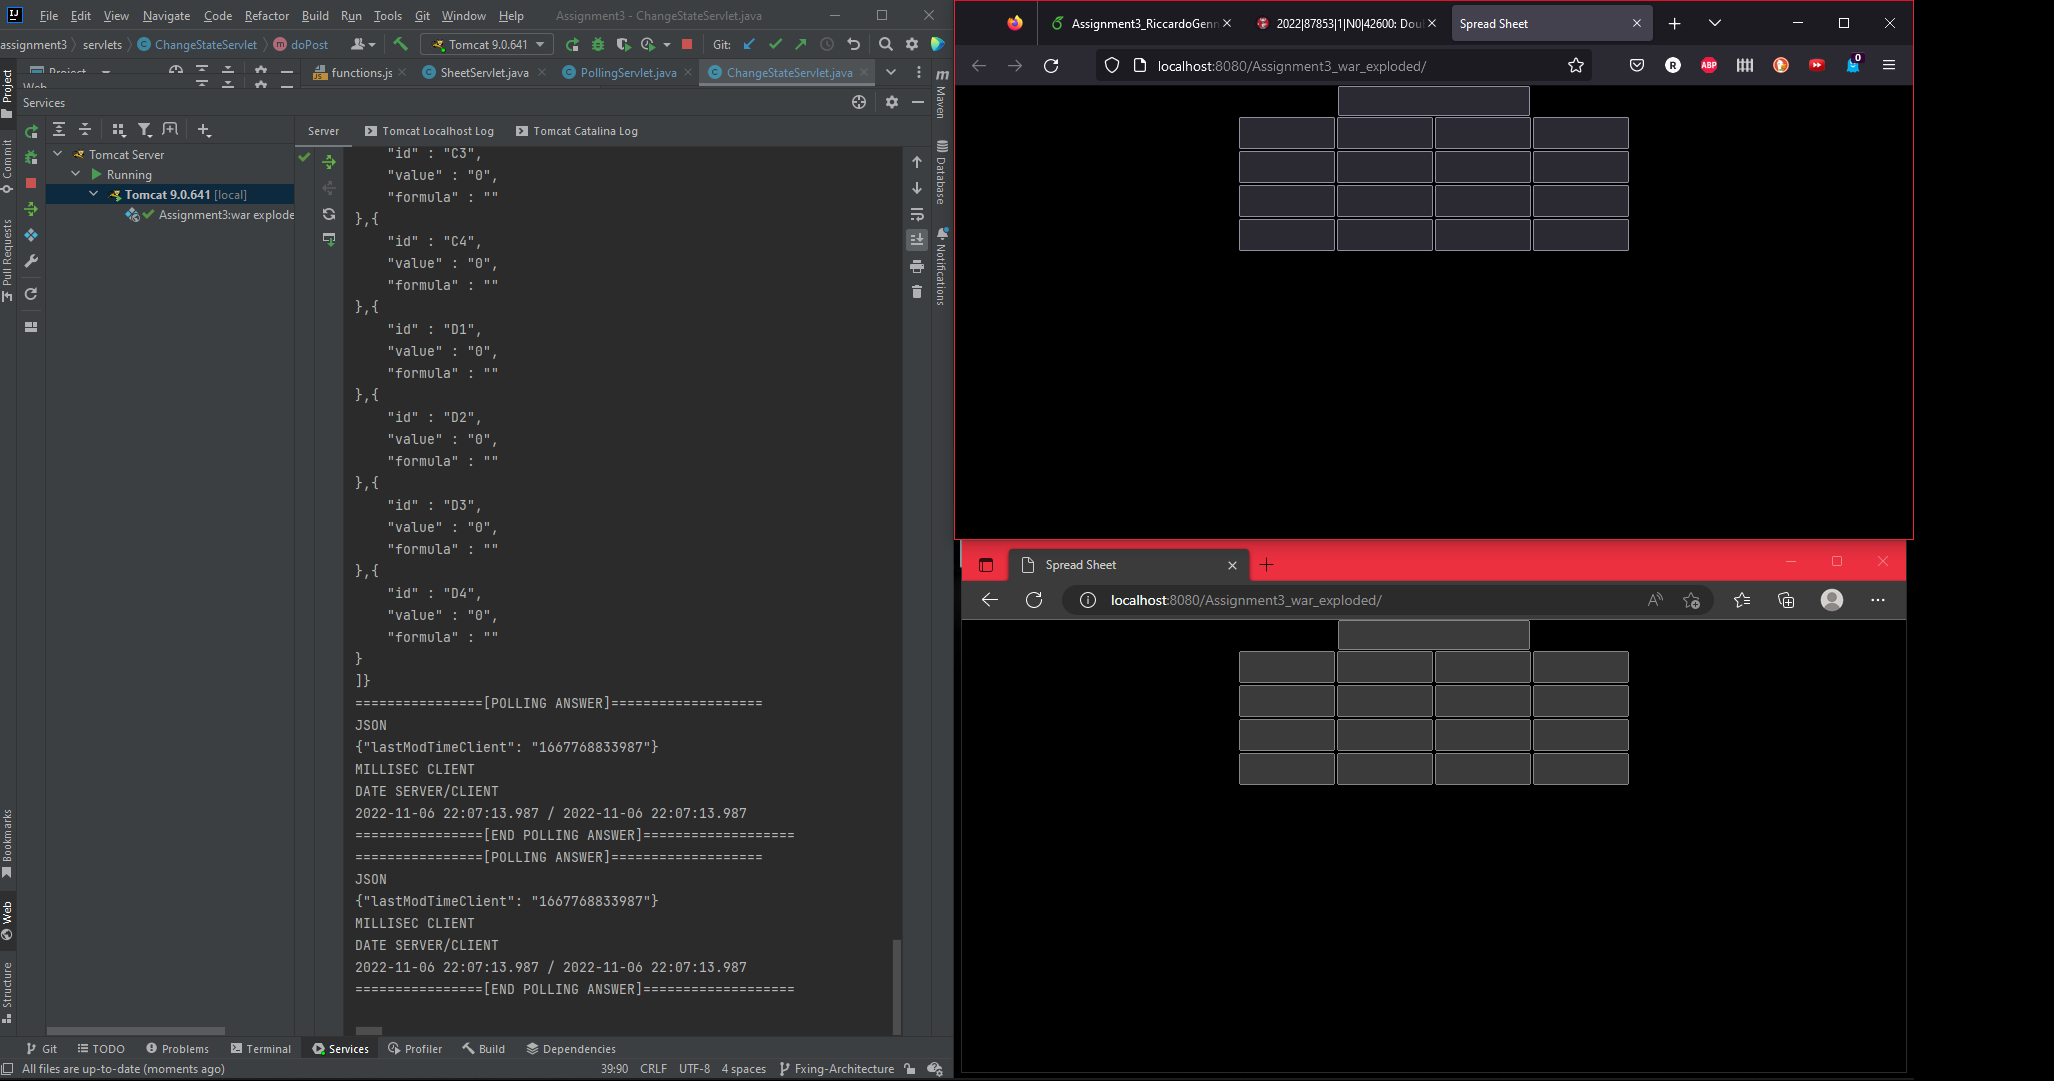 File Edit View Navigate Code Refactor Build Run Tools Git Window Help Assignment3 - ChangeStateServlet.java
assignment3 servlets ChangeStateServlet doPost Tomcat 9.0.641 Git:
Project functions.js SheetServlet.java PollingServlet.java ChangeStateServlet.java
Web
Services
Server Tomcat Localhost Log Tomcat Catalina Log
Tomcat Server
Running
Tomcat 9.0.641 [local]
Assignment3:war explode
"id" : "C3",
"value" : "0",
"formula" : ""
},{
"id" : "C4",
"value" : "0",
"formula" : ""
},{
"id" : "D1",
"value" : "0",
"formula" : ""
},{
"id" : "D2",
"value" : "0",
"formula" : ""
},{
"id" : "D3",
"value" : "0",
"formula" : ""
},{
"id" : "D4",
"value" : "0",
"formula" : ""
}
]}
================[POLLING ANSWER]===================
JSON
{"lastModTimeClient": "1667768833987"}
MILLISEC CLIENT
DATE SERVER/CLIENT
2022-11-06 22:07:13.987 / 2022-11-06 22:07:13.987
================[END POLLING ANSWER]===================
================[POLLING ANSWER]===================
JSON
{"lastModTimeClient": "1667768833987"}
MILLISEC CLIENT
DATE SERVER/CLIENT
2022-11-06 22:07:13.987 / 2022-11-06 22:07:13.987
================[END POLLING ANSWER]===================
Project
Commit
Pull Requests
Bookmarks
Web
Structure
Maven
Database
Notifications
Git TODO Problems Terminal Services Profiler Build Dependencies
All files are up-to-date (moments ago) 39:90 CRLF UTF-8 4 spaces Fxing-Architecture
Assignment3_RiccardoGenn 2022|87853|1|N0|42600: Dou Spread Sheet
localhost:8080/Assignment3_war_exploded/ R ABP 0
Spread Sheet
localhost:8080/Assignment3_war_exploded/